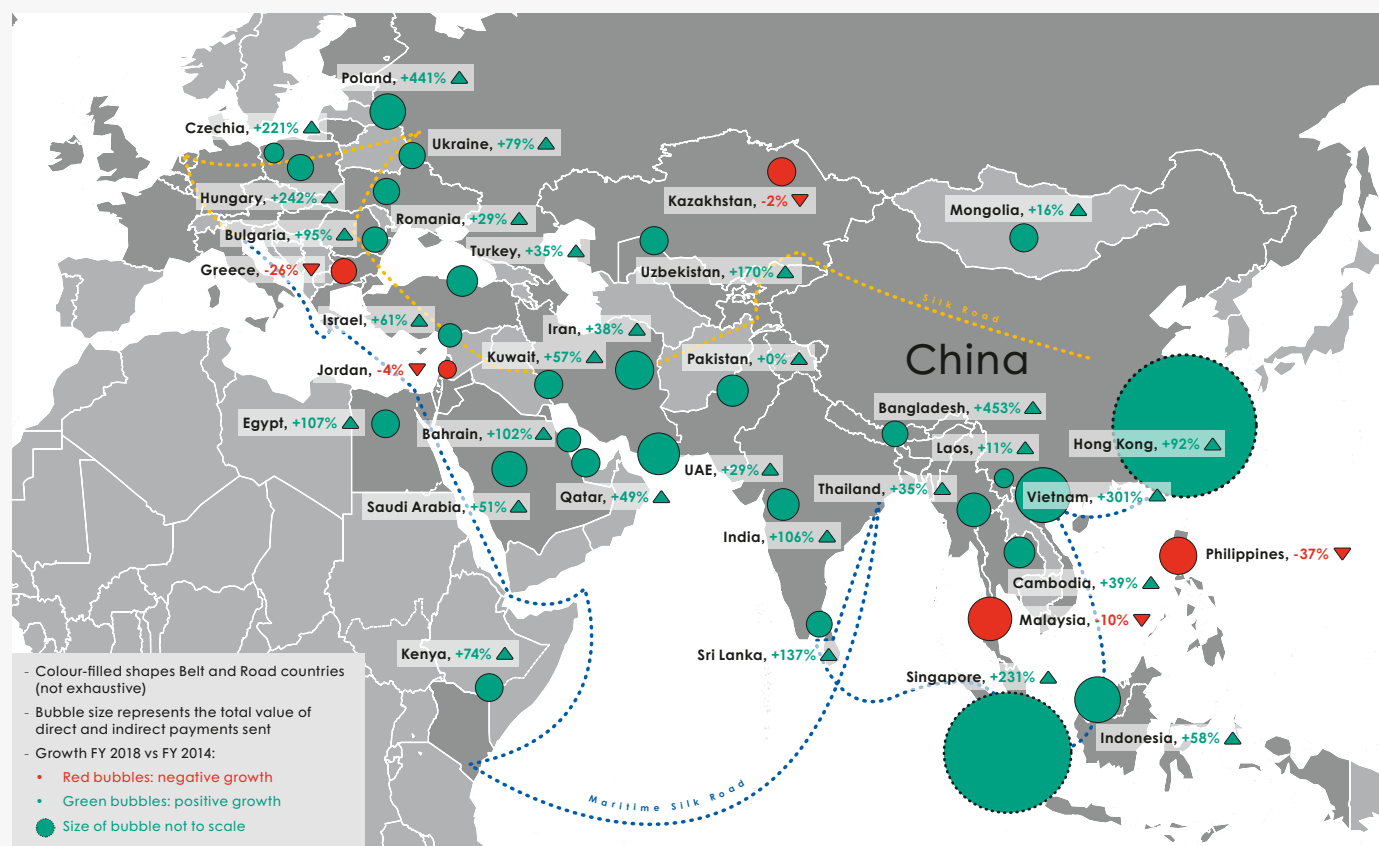 Poland, +441%
Czechia, +221%
Ukraine, +79%
Hungary, +242%
Kazakhstan, -2%
Mongolia, +16%
Romania, +29%
Bulgaria, +95%
Turkey, +35%
Greece, -26%
Uzbekistan, +170%
Silk Road
Israel, +61%
Iran, +38%
Kuwait, +57%
Pakistan, +0%
China
Jordan, -4%
Bangladesh, +453%
Egypt, +107%
Bahrain, +102%
Laos, +11%
Hong Kong, +92%
UAE, +29%
Thailand, +35%
Vietnam, +301%
Saudi Arabia, +51%
Qatar, +49%
India, +106%
Philippines, -37%
Cambodia, +39%
Malaysia, -10%
Kenya, +74%
Sri Lanka, +137%
Singapore, +231%
Indonesia, +58%
Maritime Silk Road
- Colour-filled shapes Belt and Road countries
(not exhaustive)
- Bubble size represents the total value of
direct and indirect payments sent
- Growth FY 2018 vs FY 2014:
• Red bubbles: negative growth
• Green bubbles: positive growth
Size of bubble not to scale